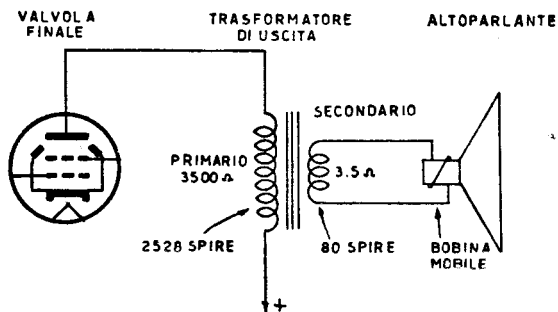 VALVOLA
FINALE
TRASFORMATORE
DI USCITA
ALTOPARLANTE
SECONDARIO
PRIMARIO
3500 Ω
3.5 Ω
2528 SPIRE
80 SPIRE
BOBINA
MOBILE
+